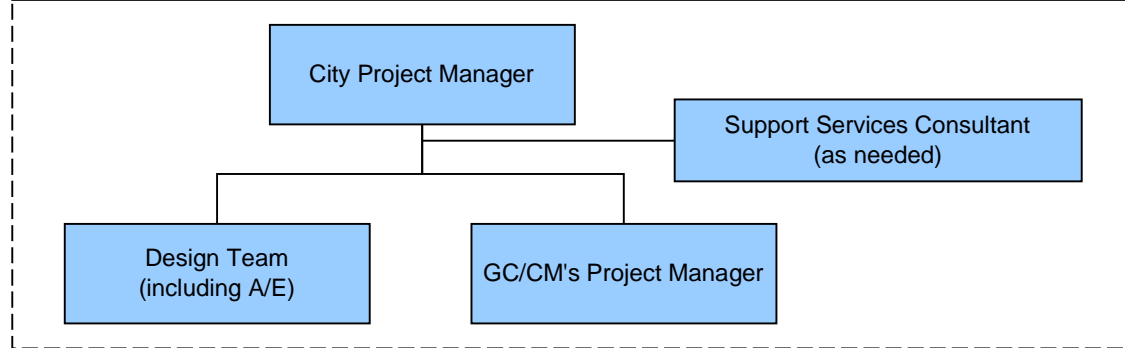 City Project Manager
Support Services Consultant
(as needed)
Design Team
(including A/E)
GC/CM's Project Manager